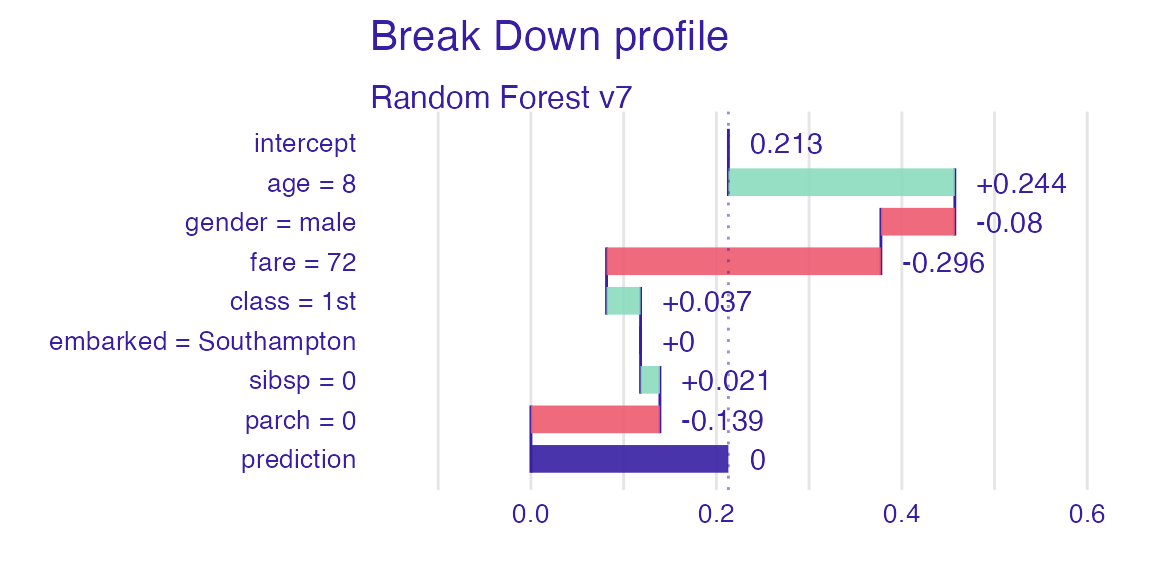 Break Down profile
Random Forest v7
intercept 0.213
age = 8 +0.244
gender = male -0.08
fare = 72 -0.296
class = 1st +0.037
embarked = Southampton +0
sibsp = 0 +0.021
parch = 0 -0.139
prediction 0
0.0 0.2 0.4 0.6